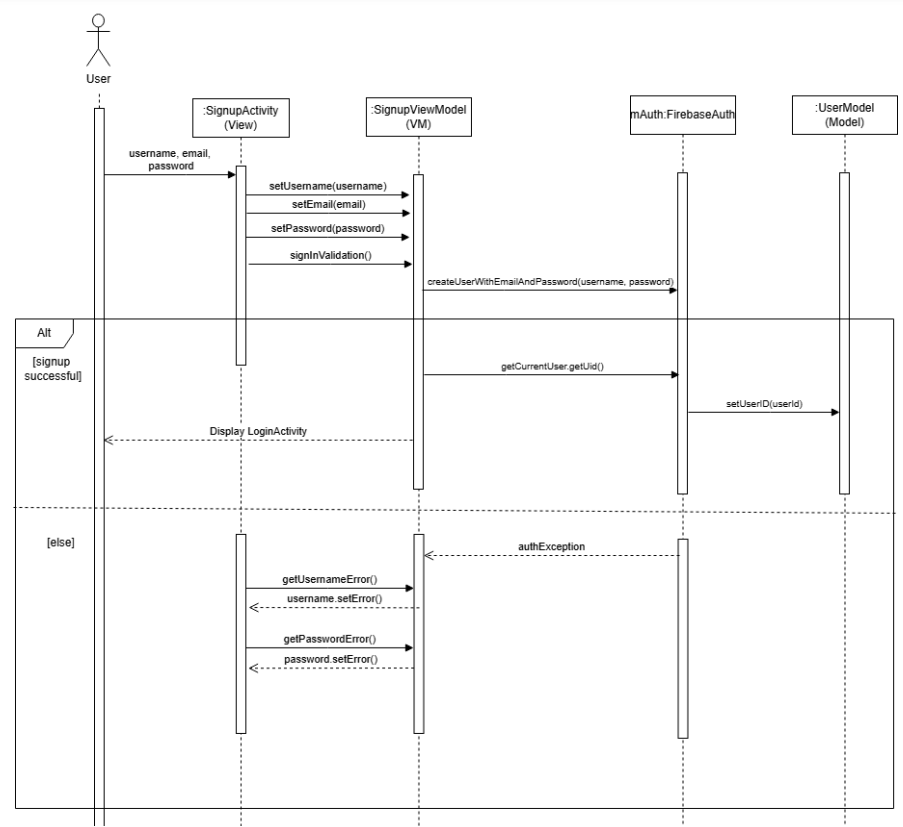 User
:SignupActivity
(View)
:SignupViewModel
(VM)
mAuth:FirebaseAuth
:UserModel
(Model)
username, email,
password
setUsername(username)
setEmail(email)
setPassword(password)
signInValidation()
createUserWithEmailAndPassword(username, password)
Alt
[signup
successful]
getCurrentUser.getUid()
setUserID(userId)
Display LoginActivity
[else]
authException
getUsernameError()
username.setError()
getPasswordError()
password.setError()